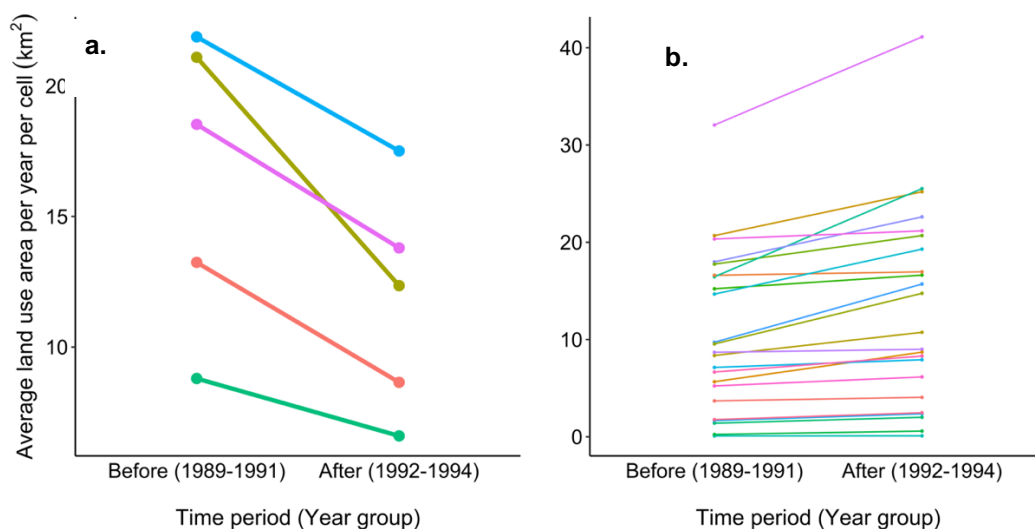 a.
b.
Average land use area per year per cell (km²)
20
15
10
40
30
20
10
0
Before (1989-1991)
After (1992-1994)
Before (1989-1991)
After (1992-1994)
Time period (Year group)
Time period (Year group)